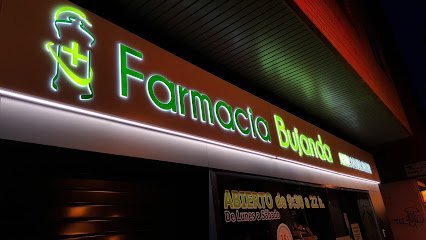 Farmacia Bujanda
ABIERTO de 9:30 a 22 h.
De Lunes a Sábado